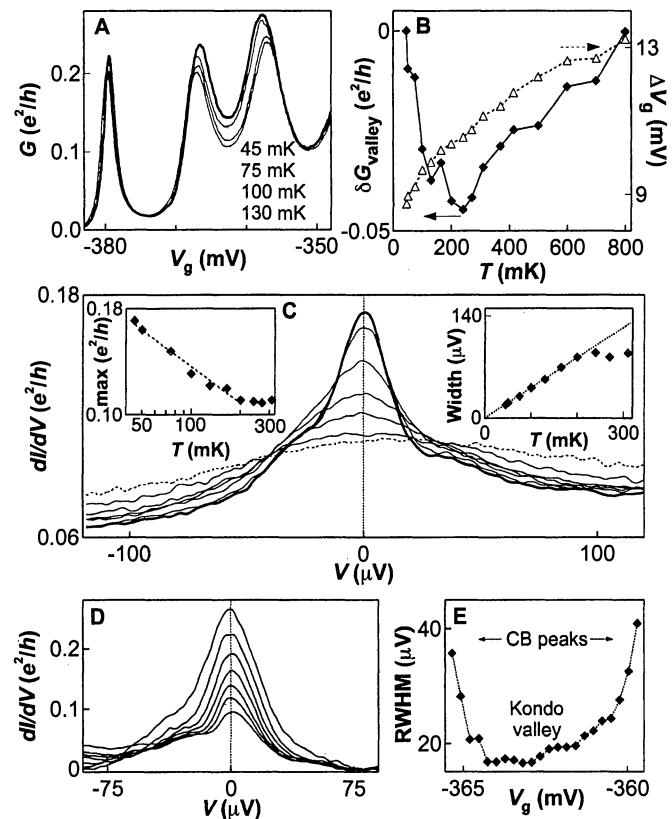 A
G (e²/h)
0.2
0.1
0.0
45 mK
75 mK
100 mK
130 mK
-380
-350
Vg (mV)
B
δGvalley (e²/h)
0
-0.05
13
9
ΔVg (mV)
0
200
400
600
800
T (mK)
C
dI/dV (e²/h)
0.18
0.06
-100
0
100
V (μV)
max (e²/h)
0.18
0.10
50
100
300
T (mK)
Width (μV)
140
0
0
100
300
T (mK)
D
dI/dV (e²/h)
0.2
0.1
0
-75
0
75
V (μV)
E
RWHM (μV)
40
20
CB peaks
Kondo
valley
-365
-360
Vg (mV)